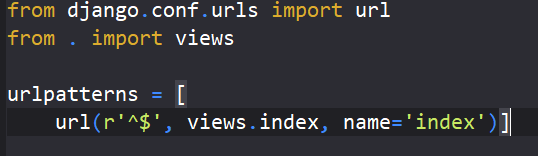 from django.conf.urls import url
from . import views
urlpatterns = [
    url(r'^$', views.index, name='index')]